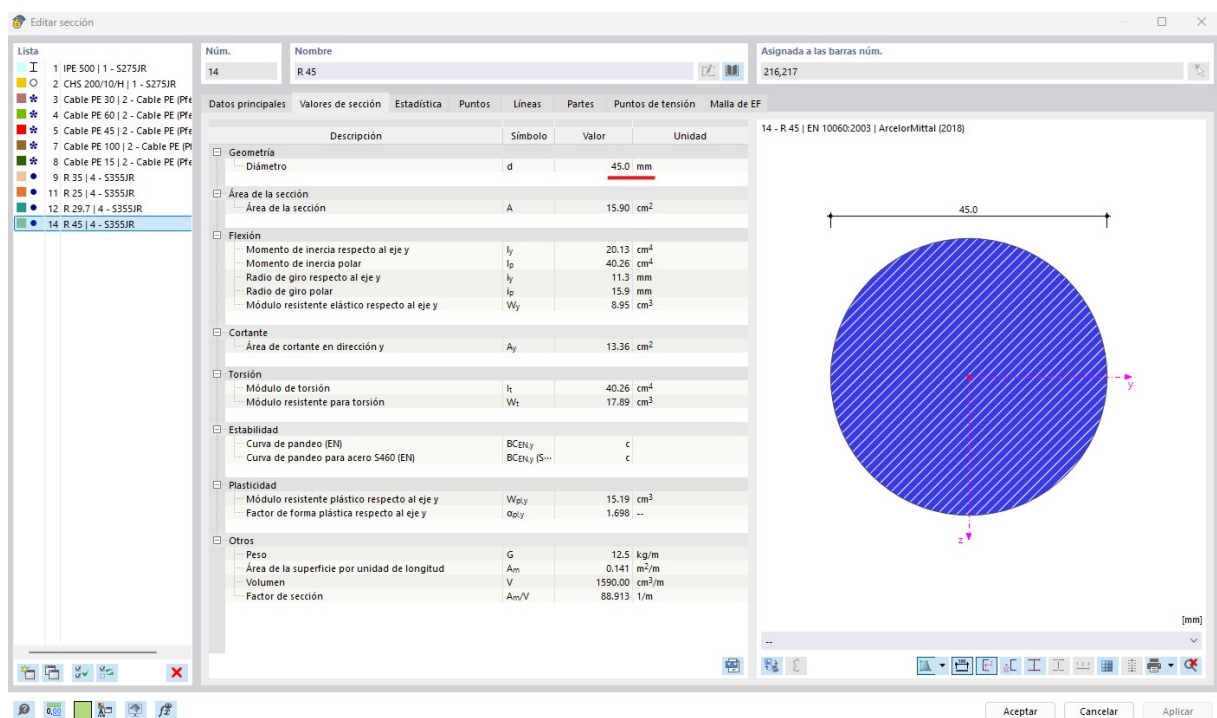 Editar sección
Lista
1 IPE 500 | 1 - S275JR
2 CHS 200/10/H | 1 - S275JR
3 Cable PE 30 | 2 - Cable PE (Pfe
4 Cable PE 60 | 2 - Cable PE (Pfe
5 Cable PE 45 | 2 - Cable PE (Pfe
7 Cable PE 100 | 2 - Cable PE (Pf
8 Cable PE 15 | 2 - Cable PE (Pfe
9 R 35 | 4 - S355JR
11 R 25 | 4 - S355JR
12 R 29.7 | 4 - S355JR
14 R 45 | 4 - S355JR
Núm.
14
Nombre
R 45
Asignada a las barras núm.
216,217
Datos principales Valores de sección Estadística Puntos Líneas Partes Puntos de tensión Malla de EF
Descripción Símbolo Valor Unidad
Geometría
Diámetro d 45.0 mm
Área de la sección
Área de la sección A 15.90 cm²
Flexión
Momento de inercia respecto al eje y Iy 20.13 cm⁴
Momento de inercia polar Ip 40.26 cm⁴
Radio de giro respecto al eje y iy 11.3 mm
Radio de giro polar ip 15.9 mm
Módulo resistente elástico respecto al eje y Wy 8.95 cm³
Cortante
Área de cortante en dirección y Ay 13.36 cm²
Torsión
Módulo de torsión It 40.26 cm⁴
Módulo resistente para torsión Wt 17.89 cm³
Estabilidad
Curva de pandeo (EN) BCEN,y c
Curva de pandeo para acero S460 (EN) BCEN,y (S··· c
Plasticidad
Módulo resistente plástico respecto al eje y Wpl,y 15.19 cm³
Factor de forma plástica respecto al eje y αpl,y 1.698 --
Otros
Peso G 12.5 kg/m
Área de la superficie por unidad de longitud Am 0.141 m²/m
Volumen V 1590.00 cm³/m
Factor de sección Am/V 88.913 1/m
14 - R 45 | EN 10060:2003 | ArcelorMittal (2018)
45.0
y
z
[mm]
--
Aceptar Cancelar Aplicar